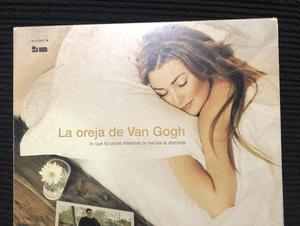 La oreja de Van Gogh
lo que te conté mientras te hacías la dormida